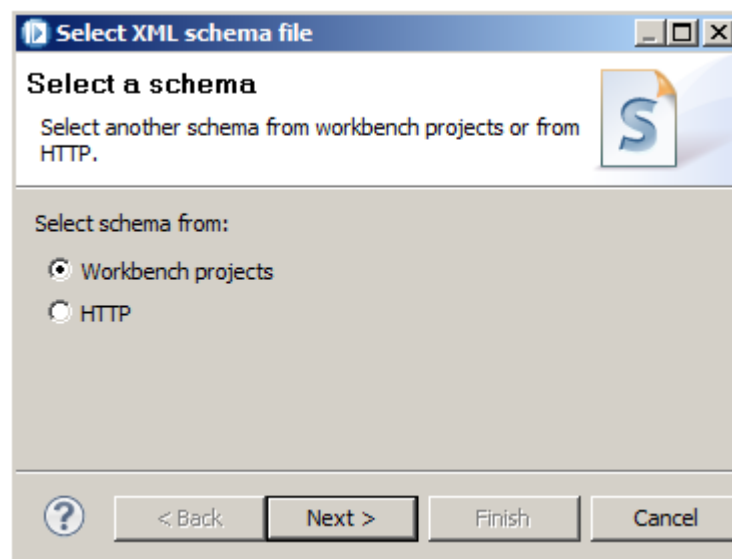 Select XML schema file
Select a schema
Select another schema from workbench projects or from
HTTP.
S
Select schema from:
Workbench projects
HTTP
?
< Back
Next >
Finish
Cancel